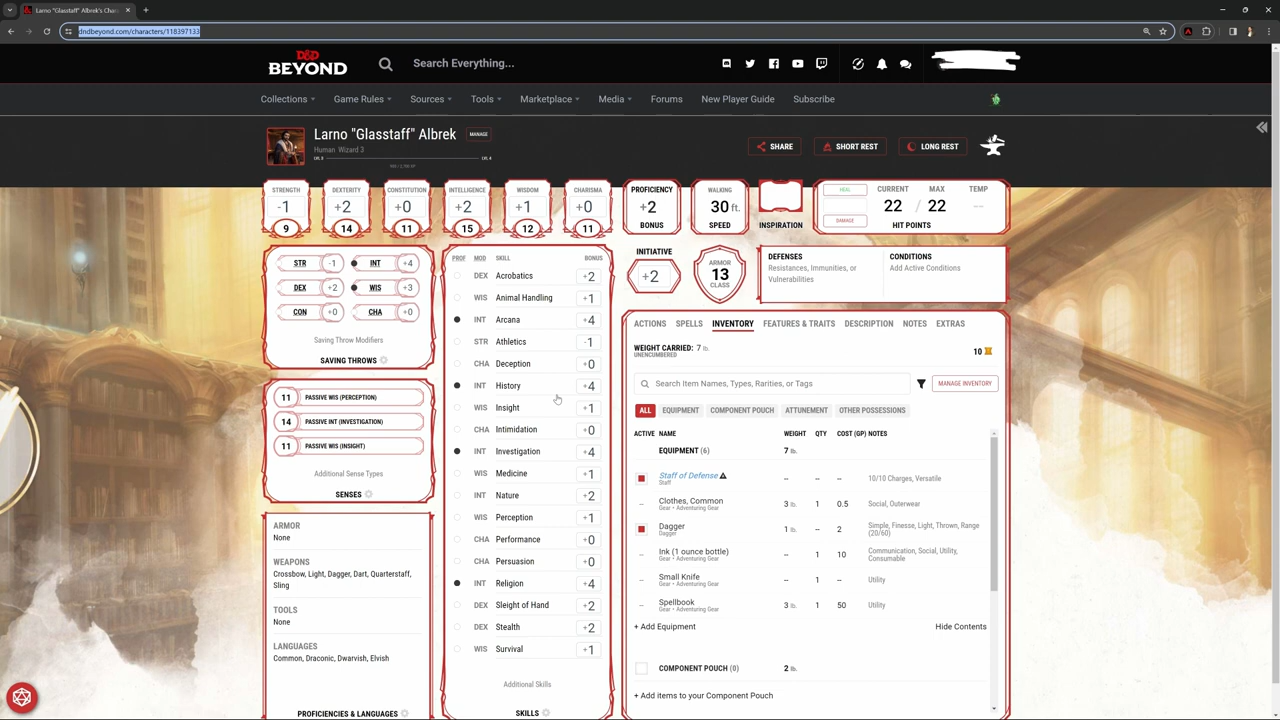 Larno "Glasstaff" Albrek's Chara
dndbeyond.com/characters/118397133
D&D BEYOND
Search Everything...
Collections Game Rules Sources Tools Marketplace Media Forums New Player Guide Subscribe
Larno "Glasstaff" Albrek MANAGE
Human Wizard 3
LVL 3 LVL 4
SHARE SHORT REST LONG REST
STRENGTH DEXTERITY CONSTITUTION INTELLIGENCE WISDOM CHARISMA
-1 +2 +0 +2 +1 +0
9 14 11 15 12 11
PROFICIENCY
+2
BONUS
WALKING
30 ft.
SPEED
INSPIRATION
HEAL
DAMAGE
CURRENT MAX TEMP
22 / 22 --
HIT POINTS
STR -1 INT +4
DEX +2 WIS +3
CON +0 CHA +0
Saving Throw Modifiers
SAVING THROWS
11 PASSIVE WIS (PERCEPTION)
14 PASSIVE INT (INVESTIGATION)
11 PASSIVE WIS (INSIGHT)
Additional Sense Types
SENSES
ARMOR
None
WEAPONS
Crossbow, Light, Dagger, Dart, Quarterstaff,
Sling
TOOLS
None
LANGUAGES
Common, Draconic, Dwarvish, Elvish
PROFICIENCIES & LANGUAGES
PROF MOD SKILL BONUS
DEX Acrobatics +2
WIS Animal Handling +1
INT Arcana +4
STR Athletics -1
CHA Deception +0
INT History +4
WIS Insight +1
CHA Intimidation +0
INT Investigation +4
WIS Medicine +1
INT Nature +2
WIS Perception +1
CHA Performance +0
CHA Persuasion +0
INT Religion +4
DEX Sleight of Hand +2
DEX Stealth +2
WIS Survival +1
Additional Skills
SKILLS
INITIATIVE
+2
ARMOR
13
CLASS
DEFENSES
Resistances, Immunities, or
Vulnerabilities
CONDITIONS
Add Active Conditions
ACTIONS SPELLS INVENTORY FEATURES & TRAITS DESCRIPTION NOTES EXTRAS
WEIGHT CARRIED: 7 lb.
UNENCUMBERED
10
Search Item Names, Types, Rarities, or Tags
MANAGE INVENTORY
ALL EQUIPMENT COMPONENT POUCH ATTUNEMENT OTHER POSSESSIONS
ACTIVE NAME WEIGHT QTY COST (GP) NOTES
EQUIPMENT (6) 7 lb.
Staff of Defense -- -- -- 10/10 Charges, Versatile
Staff
Clothes, Common 3 lb. 1 0.5 Social, Outerwear
Gear • Adventuring Gear
Dagger 1 lb. -- 2 Simple, Finesse, Light, Thrown, Range
Dagger (20/60)
Ink (1 ounce bottle) -- 1 10 Communication, Social, Utility,
Gear • Adventuring Gear Consumable
Small Knife -- 1 -- Utility
Gear • Adventuring Gear
Spellbook 3 lb. 1 50 Utility
Gear • Adventuring Gear
+ Add Equipment Hide Contents
COMPONENT POUCH (0) 2 lb.
+ Add items to your Component Pouch